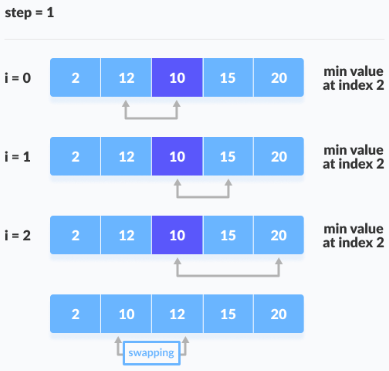 step = 1
i = 0 2 12 10 15 20 min value
at index 2
i = 1 2 12 10 15 20 min value
at index 2
i = 2 2 12 10 15 20 min value
at index 2
2 10 12 15 20
swapping